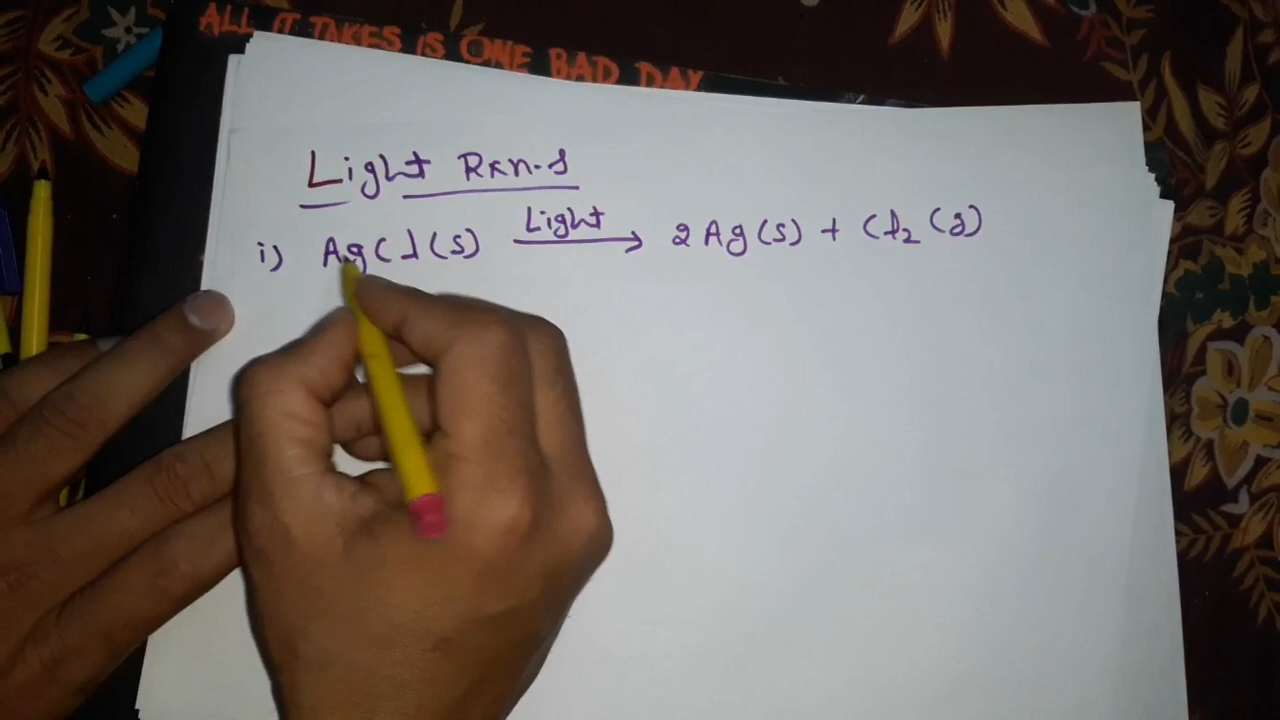 ALL IT TAKES IS ONE BAD DAY
Light Rxn-s
Light
i) AgCl(s) → 2Ag(s) + Cl₂(g)